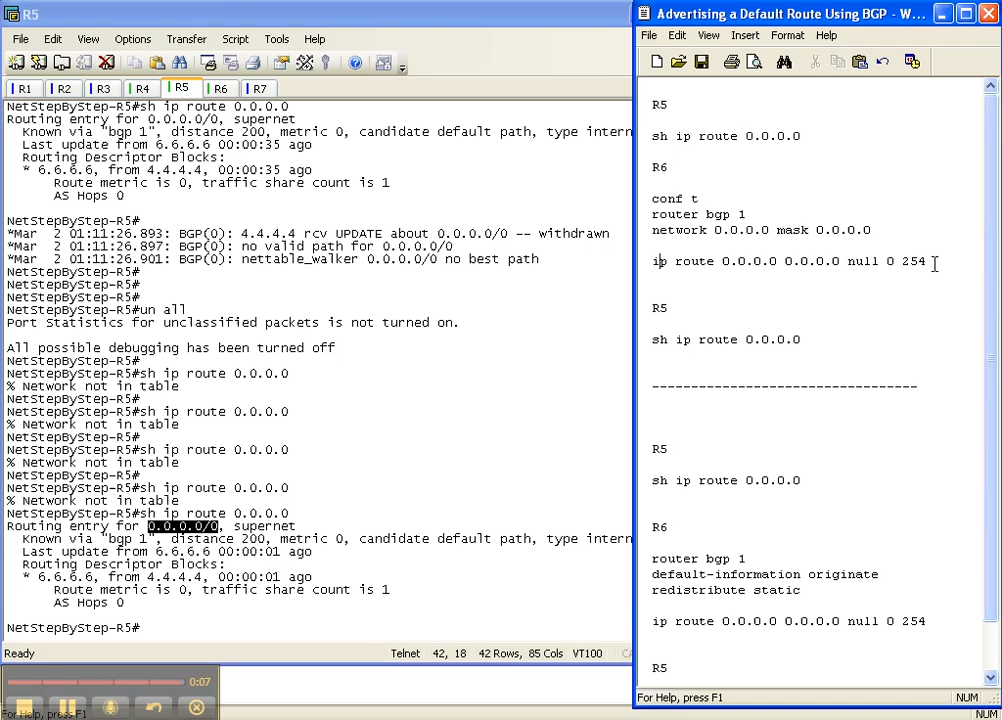 R5
File Edit View Options Transfer Script Tools Help
R1 R2 R3 R4 R5 R6 R7
NetStepByStep-R5#sh ip route 0.0.0.0
Routing entry for 0.0.0.0/0, supernet
Known via "bgp 1", distance 200, metric 0, candidate default path, type intern
Last update from 6.6.6.6 00:00:35 ago
Routing Descriptor Blocks:
* 6.6.6.6, from 4.4.4.4, 00:00:35 ago
Route metric is 0, traffic share count is 1
AS Hops 0
NetStepByStep-R5#
*Mar  2 01:11:26.893: BGP(0): 4.4.4.4 rcv UPDATE about 0.0.0.0/0 -- withdrawn
*Mar  2 01:11:26.897: BGP(0): no valid path for 0.0.0.0/0
*Mar  2 01:11:26.901: BGP(0): nettable_walker 0.0.0.0/0 no best path
NetStepByStep-R5#
NetStepByStep-R5#
NetStepByStep-R5#
NetStepByStep-R5#un all
Port Statistics for unclassified packets is not turned on.
All possible debugging has been turned off
NetStepByStep-R5#
NetStepByStep-R5#sh ip route 0.0.0.0
% Network not in table
NetStepByStep-R5#
NetStepByStep-R5#sh ip route 0.0.0.0
% Network not in table
NetStepByStep-R5#
NetStepByStep-R5#sh ip route 0.0.0.0
% Network not in table
NetStepByStep-R5#
NetStepByStep-R5#sh ip route 0.0.0.0
% Network not in table
NetStepByStep-R5#sh ip route 0.0.0.0
Routing entry for 0.0.0.0/0, supernet
Known via "bgp 1", distance 200, metric 0, candidate default path, type intern
Last update from 6.6.6.6 00:00:01 ago
Routing Descriptor Blocks:
* 6.6.6.6, from 4.4.4.4, 00:00:01 ago
Route metric is 0, traffic share count is 1
AS Hops 0
NetStepByStep-R5#
Ready Telnet 42, 18 42 Rows, 85 Cols VT100 CA
0:07
For Help, press F1
Advertising a Default Route Using BGP - W...
File Edit View Insert Format Help
R5
sh ip route 0.0.0.0
R6
conf t
router bgp 1
network 0.0.0.0 mask 0.0.0.0
ip route 0.0.0.0 0.0.0.0 null 0 254
R5
sh ip route 0.0.0.0
----------------------------------
R5
sh ip route 0.0.0.0
R6
router bgp 1
default-information originate
redistribute static
ip route 0.0.0.0 0.0.0.0 null 0 254
R5
For Help, press F1 NUM
NUM